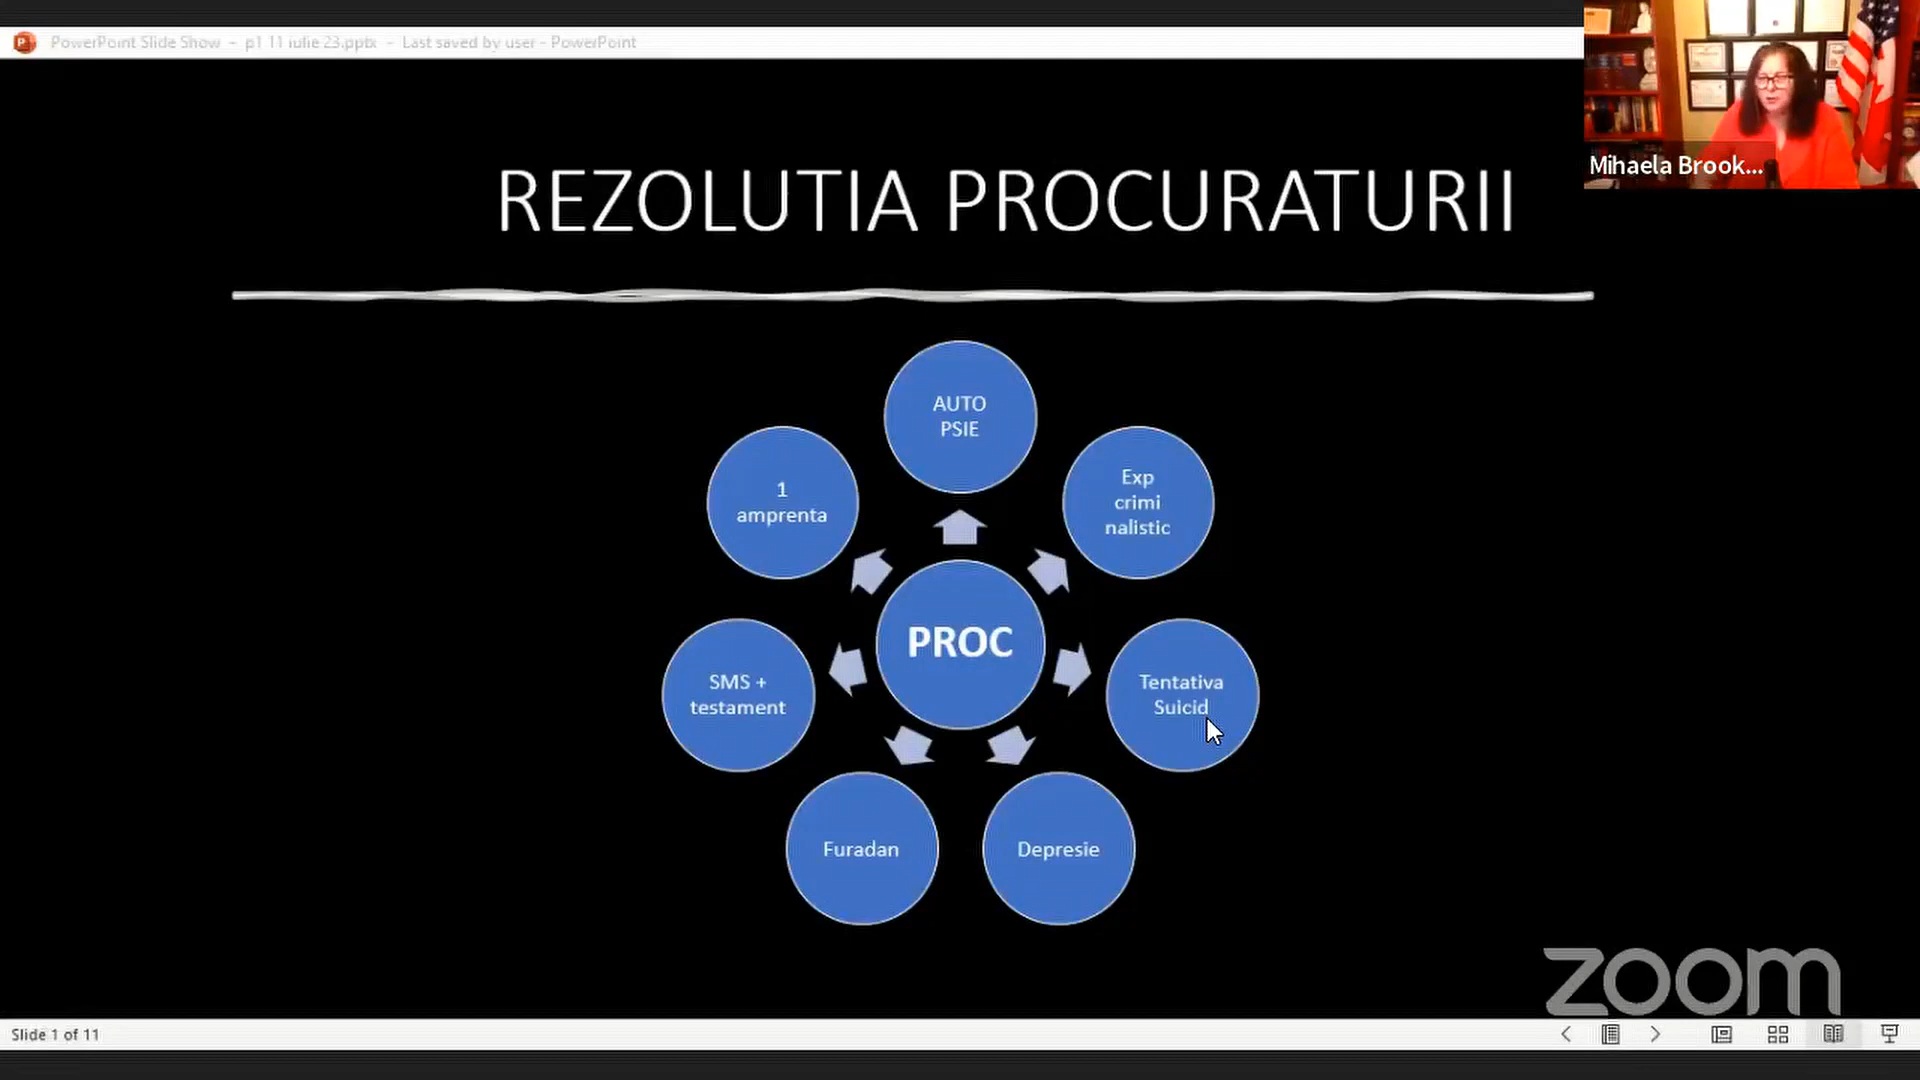 PowerPoint Slide Show - p1 11 iulie 23.pptx - Last saved by user - PowerPoint
Mihaela Brook...
REZOLUTIA PROCURATURII
AUTO
PSIE
1
amprenta
Exp
crimi
nalistic
PROC
SMS +
testament
Tentativa
Suicid
Furadan
Depresie
zoom
Slide 1 of 11